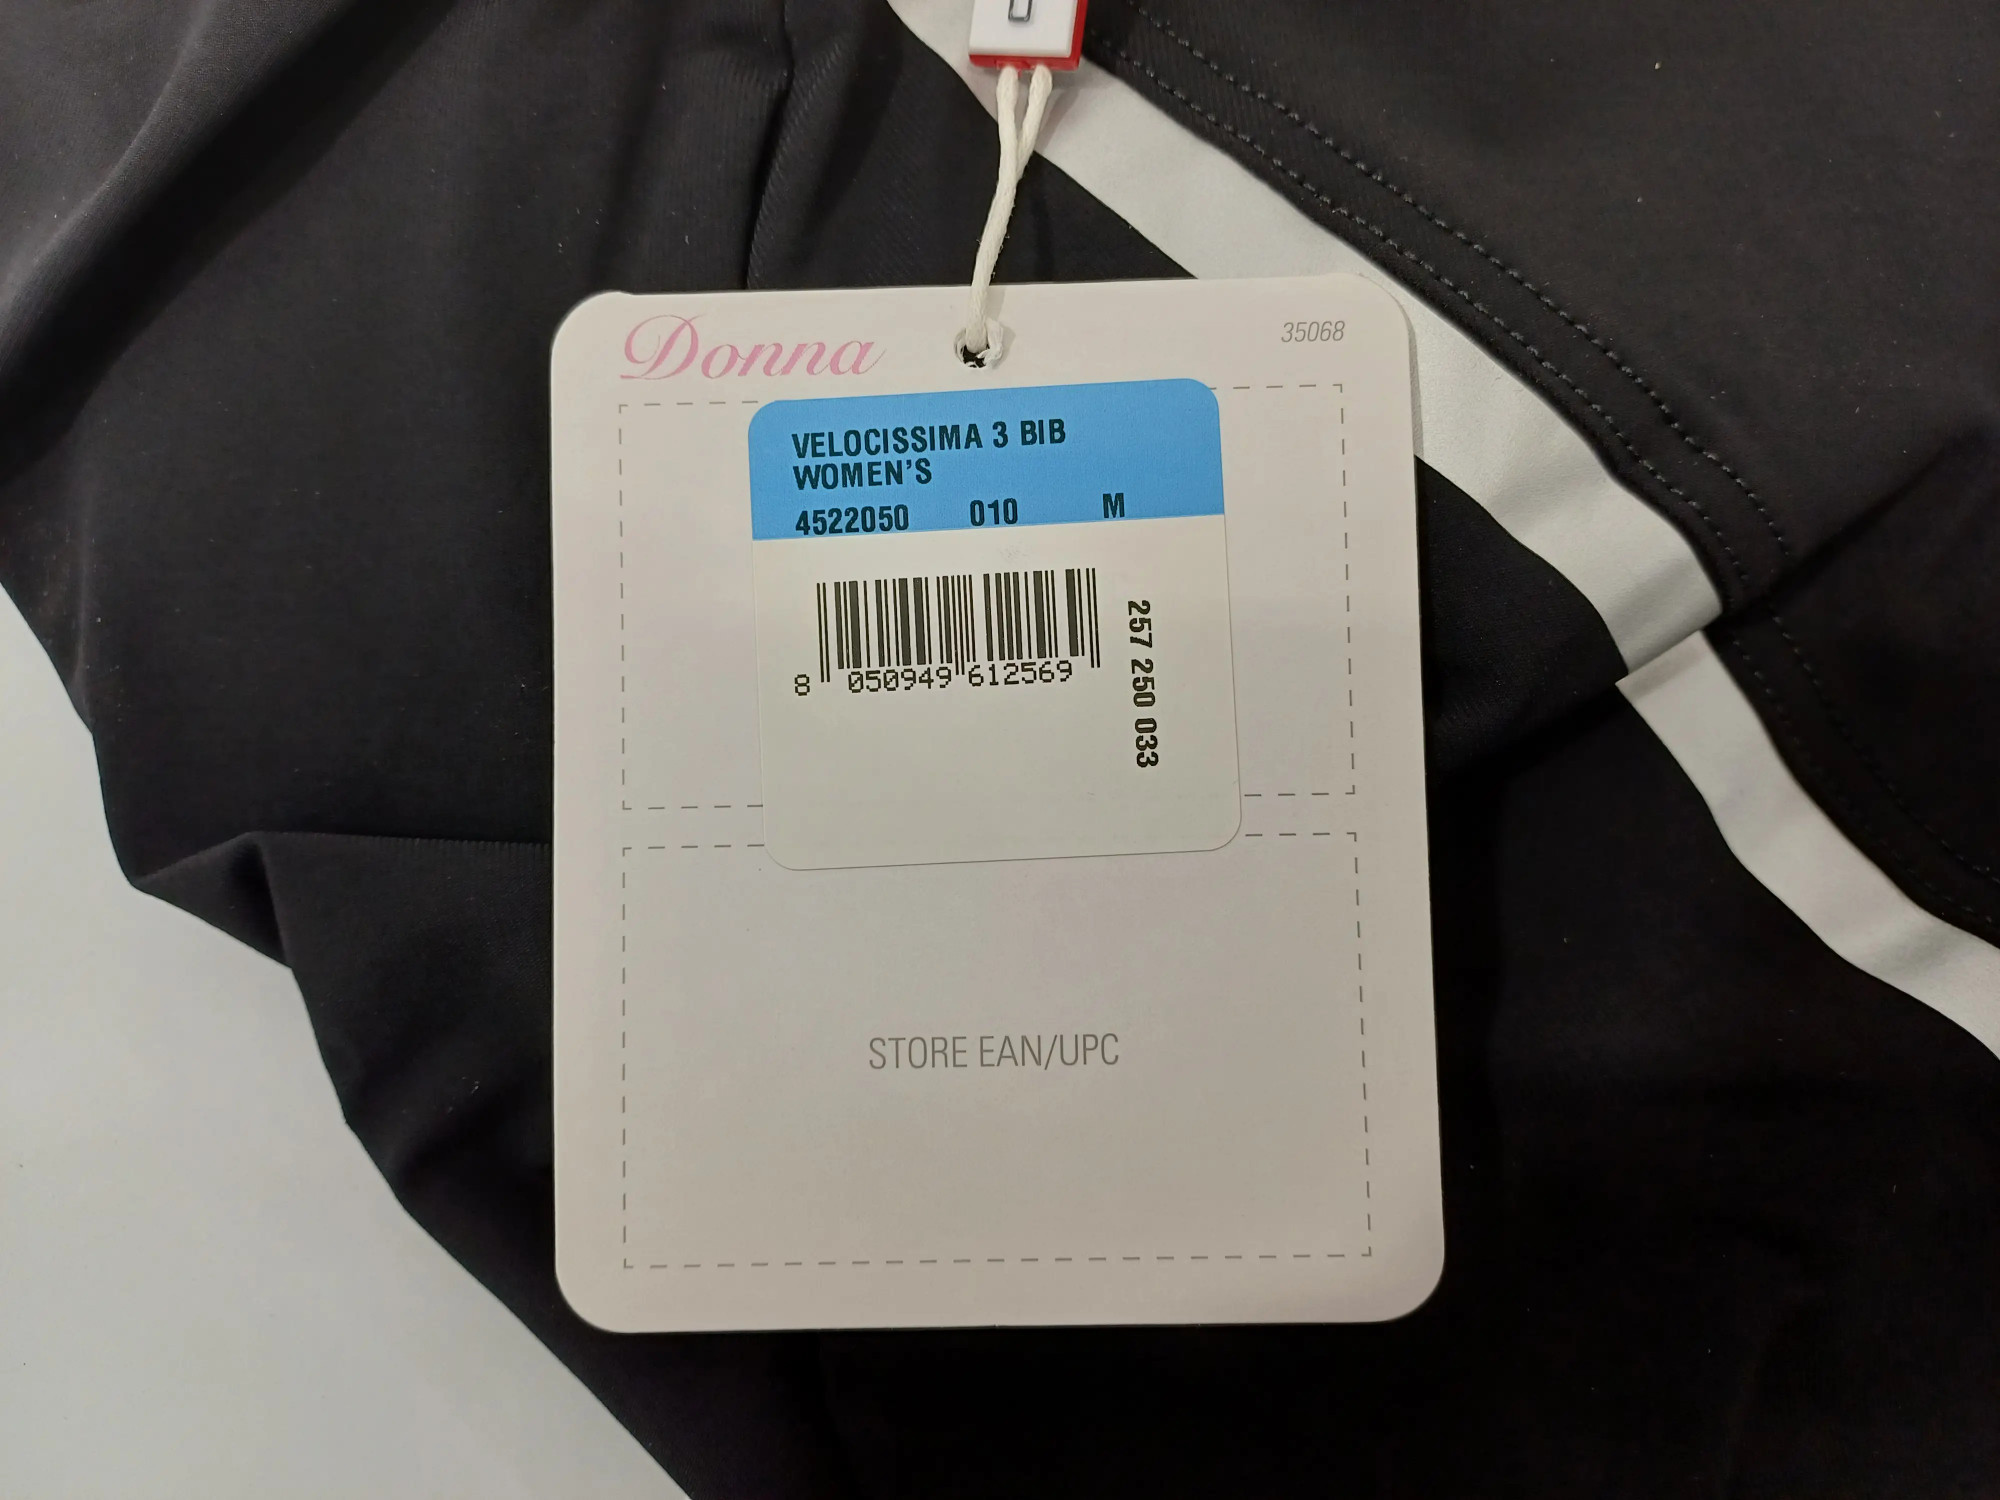 Donna
35068
VELOCISSIMA 3 BIB
WOMEN'S
4522050 010 M
8 050949 612569
257 250 033
STORE EAN/UPC